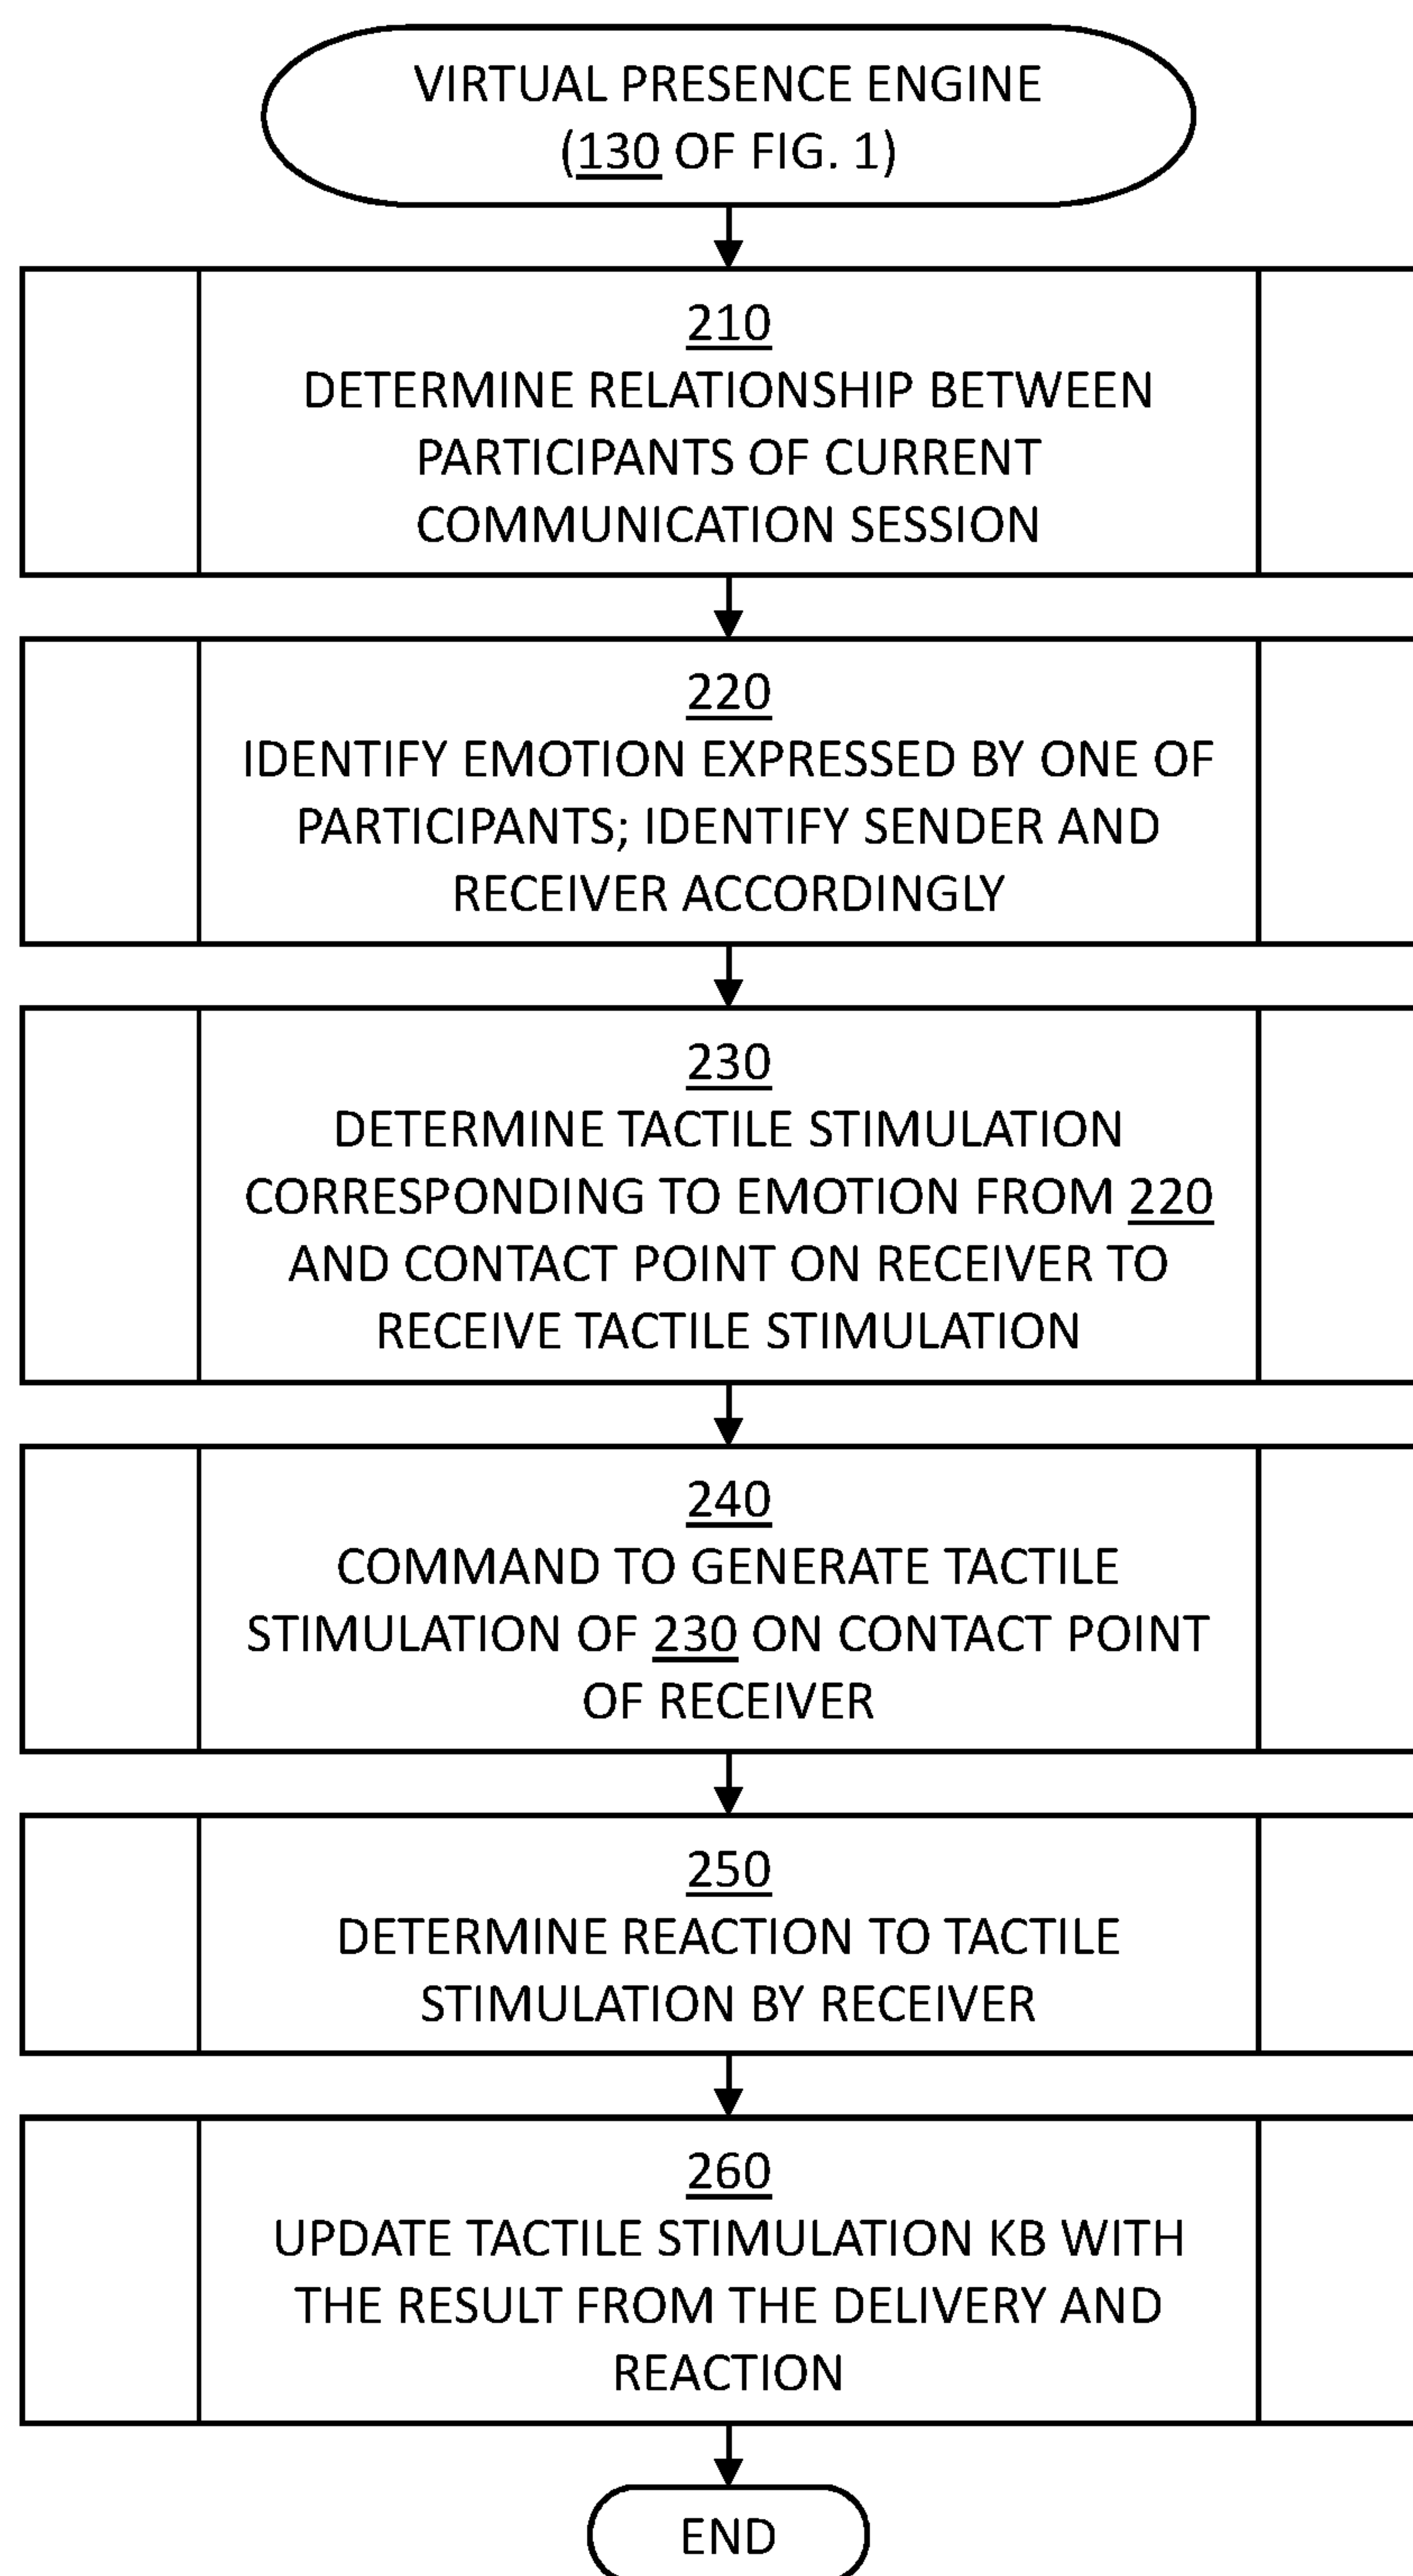 VIRTUAL PRESENCE ENGINE
(130 OF FIG. 1)
210
DETERMINE RELATIONSHIP BETWEEN
PARTICIPANTS OF CURRENT
COMMUNICATION SESSION
220
IDENTIFY EMOTION EXPRESSED BY ONE OF
PARTICIPANTS; IDENTIFY SENDER AND
RECEIVER ACCORDINGLY
230
DETERMINE TACTILE STIMULATION
CORRESPONDING TO EMOTION FROM 220
AND CONTACT POINT ON RECEIVER TO
RECEIVE TACTILE STIMULATION
240
COMMAND TO GENERATE TACTILE
STIMULATION OF 230 ON CONTACT POINT
OF RECEIVER
250
DETERMINE REACTION TO TACTILE
STIMULATION BY RECEIVER
260
UPDATE TACTILE STIMULATION KB WITH
THE RESULT FROM THE DELIVERY AND
REACTION
END